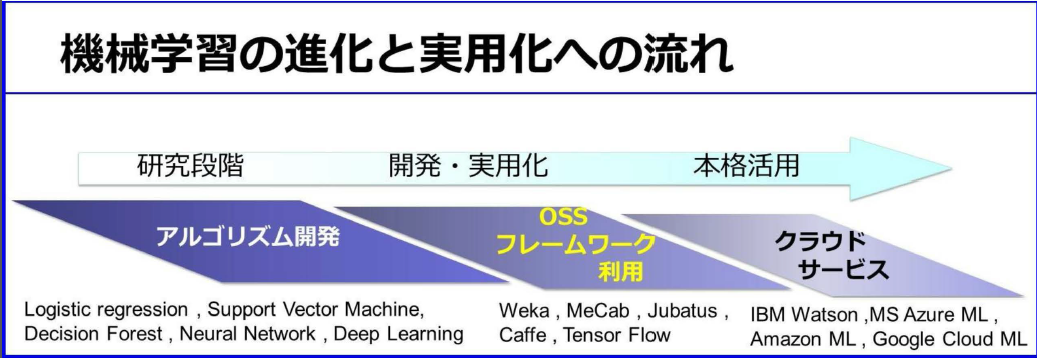 機械学習の進化と実用化への流れ
研究段階 開発・実用化 本格活用
アルゴリズム開発
OSS
フレームワーク
利用
クラウド
サービス
Logistic regression , Support Vector Machine,
Decision Forest , Neural Network , Deep Learning
Weka , MeCab , Jubatus ,
Caffe , Tensor Flow
IBM Watson ,MS Azure ML ,
Amazon ML , Google Cloud ML